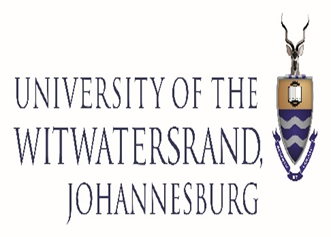 UNIVERSITY OF THE
WITWATERSRAND,
JOHANNESBURG